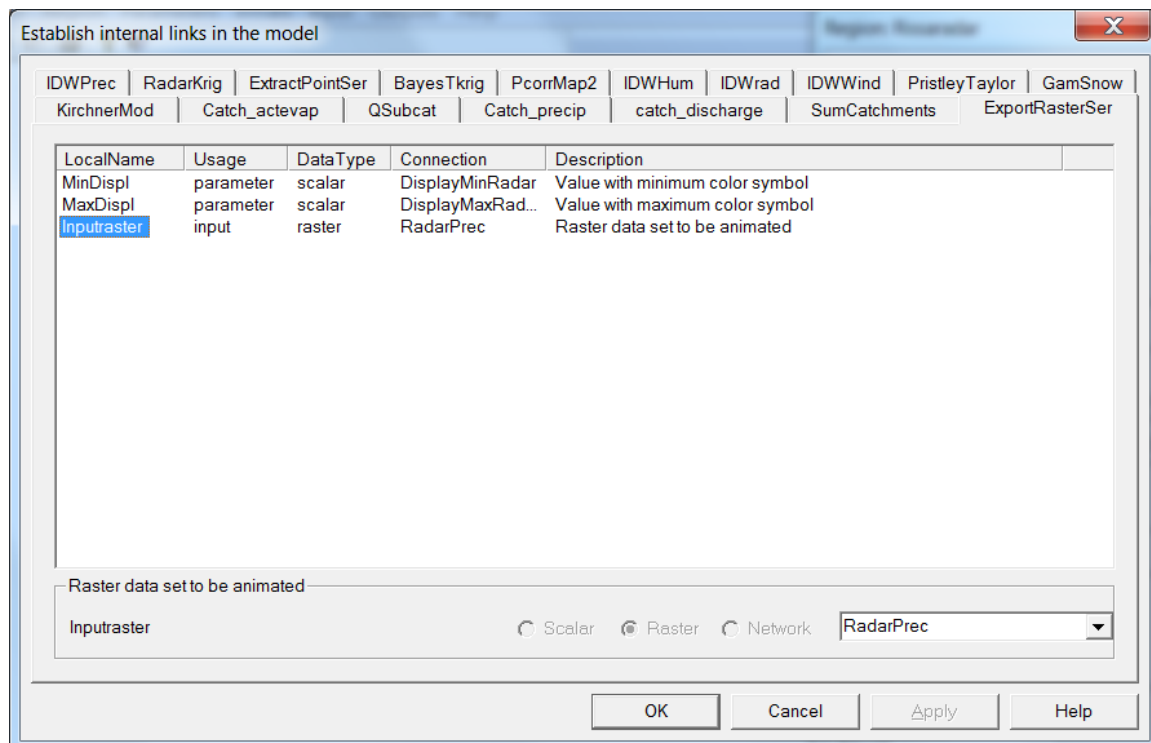 Establish internal links in the model
IDWPrec RadarKrig ExtractPointSer BayesTkrig PcorrMap2 IDWHum IDWrad IDWWind PristleyTaylor GamSnow
KirchnerMod Catch_actevap QSubcat Catch_precip catch_discharge SumCatchments ExportRasterSer
LocalName Usage DataType Connection Description
MinDispl parameter scalar DisplayMinRadar Value with minimum color symbol
MaxDispl parameter scalar DisplayMaxRad... Value with maximum color symbol
Inputraster input raster RadarPrec Raster data set to be animated
Raster data set to be animated
Inputraster Scalar Raster Network RadarPrec
OK Cancel Apply Help